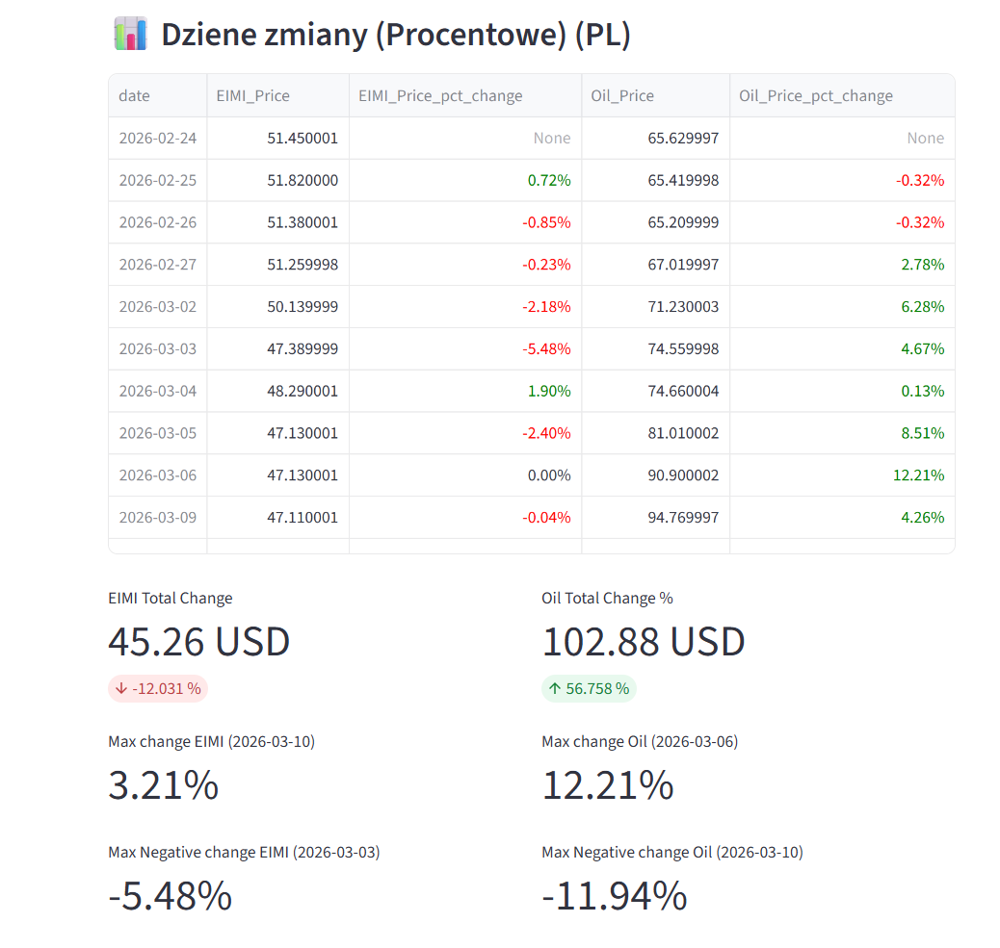 Dziene zmiany (Procentowe) (PL)
date EIMI_Price EIMI_Price_pct_change Oil_Price Oil_Price_pct_change
2026-02-24 51.450001 None 65.629997 None
2026-02-25 51.820000 0.72% 65.419998 -0.32%
2026-02-26 51.380001 -0.85% 65.209999 -0.32%
2026-02-27 51.259998 -0.23% 67.019997 2.78%
2026-03-02 50.139999 -2.18% 71.230003 6.28%
2026-03-03 47.389999 -5.48% 74.559998 4.67%
2026-03-04 48.290001 1.90% 74.660004 0.13%
2026-03-05 47.130001 -2.40% 81.010002 8.51%
2026-03-06 47.130001 0.00% 90.900002 12.21%
2026-03-09 47.110001 -0.04% 94.769997 4.26%
EIMI Total Change
45.26 USD
↓ -12.031 %
Oil Total Change %
102.88 USD
↑ 56.758 %
Max change EIMI (2026-03-10)
3.21%
Max change Oil (2026-03-06)
12.21%
Max Negative change EIMI (2026-03-03)
-5.48%
Max Negative change Oil (2026-03-10)
-11.94%